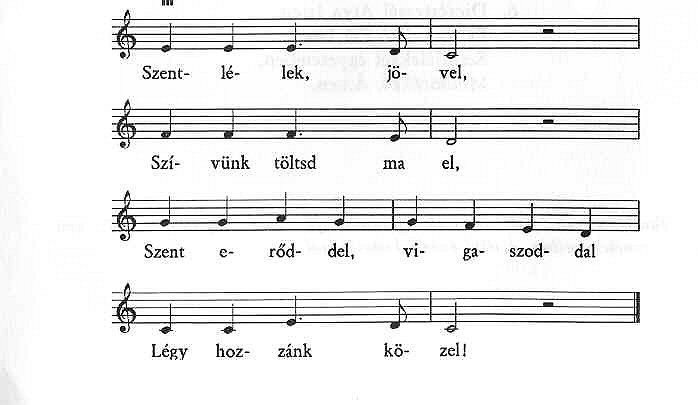 Szent- lé- lek, jö- vel,
Szí- vünk töltsd ma el,
Szent e- rőd- del, vi- ga- szod- dal
Légy hoz- zánk kö- zel!